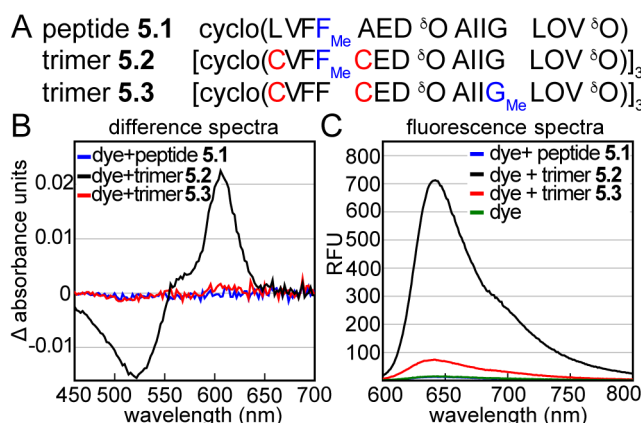 A peptide 5.1 cyclo(LVFFMe AED δO AIIG LOV δO)
trimer 5.2 [cyclo(CVFFMe CED δO AIIG LOV δO)]3
trimer 5.3 [cyclo(CVFF CED δO AIIGMe LOV δO)]3
B difference spectra
dye+peptide 5.1
dye+trimer 5.2
dye+trimer 5.3
Δ absorbance units
0.02
0.01
0
-0.01
450 500 550 600 650 700
wavelength (nm)
C fluorescence spectra
dye+ peptide 5.1
dye + trimer 5.2
dye + trimer 5.3
dye
RFU
800
700
600
500
400
300
200
100
600 650 700 750 800
wavelength (nm)